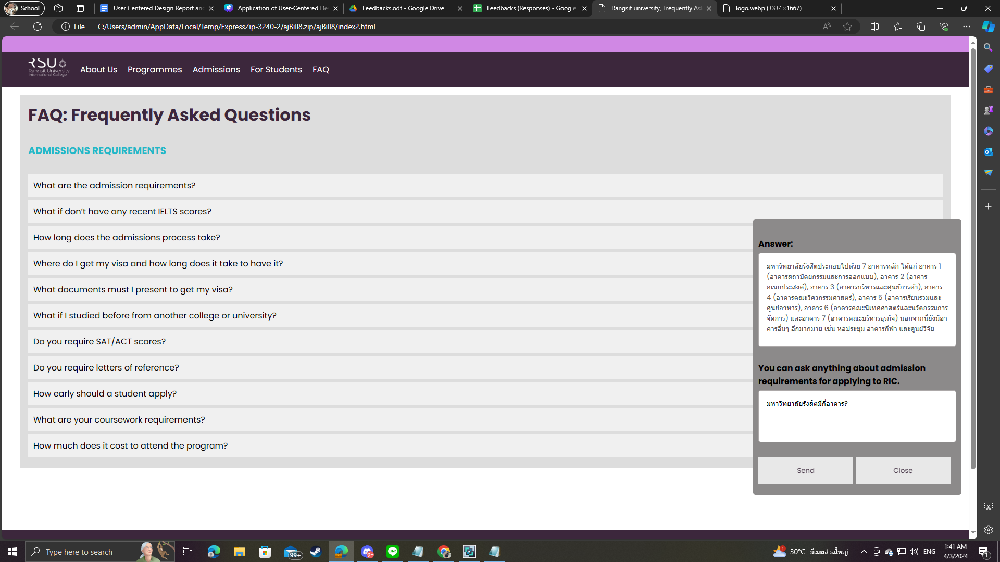 School
User Centered Design Report and
Application of User-Centered De
Feedbacks.odt - Google Drive
Feedbacks (Responses) - Google
Rangsit university, Frequently As
logo.webp (3334×1667)
File
C:/Users/admin/AppData/Local/Temp/ExpressZip-3240-2/ajBill8.zip/ajBill8/index2.html
RSU
Rangsit University
International College
About Us
Programmes
Admissions
For Students
FAQ
FAQ: Frequently Asked Questions
ADMISSIONS REQUIREMENTS
What are the admission requirements?
What if don’t have any recent IELTS scores?
How long does the admissions process take?
Where do I get my visa and how long does it take to have it?
What documents must I present to get my visa?
What if I studied before from another college or university?
Do you require SAT/ACT scores?
Do you require letters of reference?
How early should a student apply?
What are your coursework requirements?
How much does it cost to attend the program?
Answer:
มหาวิทยาลัยรังสิตประกอบไปด้วย 7 อาคารหลัก ได้แก่ อาคาร 1
(อาคารสถาปัตยกรรมและการออกแบบ), อาคาร 2 (อาคาร
อเนกประสงค์), อาคาร 3 (อาคารบริหารและศูนย์การค้า), อาคาร
4 (อาคารคณะวิศวกรรมศาสตร์), อาคาร 5 (อาคารเรียนรวมและ
ศูนย์อาหาร), อาคาร 6 (อาคารคณะนิเทศศาสตร์และนวัตกรรมการ
จัดการ) และอาคาร 7 (อาคารคณะบริหารธุรกิจ) นอกจากนี้ยังมีอา
คารอื่นๆ อีกมากมาย เช่น หอประชุม อาคารกีฬา และศูนย์วิจัย
You can ask anything about admission
requirements for applying to RIC.
มหาวิทยาลัยรังสิตมีกี่อาคาร?
Send
Close
Type here to search
99+
9+
LINE
1
30°C มีเมฆส่วนใหญ่
ENG
1:41 AM
4/3/2024
1